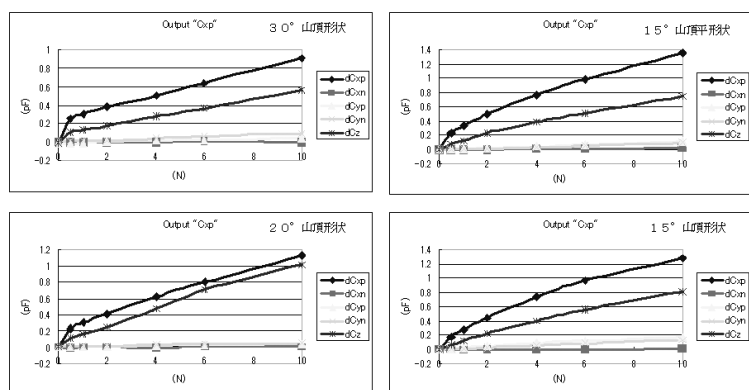 Output "Cxp" 30°山頂形状
1
0.8
0.6
0.4
0.2
0
-0.2
(pF)
0 2 4 6 8 10
(N)
dCxp
dCxn
dCyp
dCyn
dCz
Output "Cxp" 15°山頂平形状
1.4
1.2
1
0.8
0.6
0.4
0.2
0
-0.2
(pF)
0 2 4 6 8 10
(N)
dCxp
dCxn
dCyp
dCyn
dCz
Output "Cxp" 20°山頂形状
1.2
1
0.8
0.6
0.4
0.2
0
-0.2
(pF)
0 2 4 6 8 10
(N)
dCxp
dCxn
dCyp
dCyn
dCz
Output "Cxp" 15°山頂形状
1.4
1.2
1
0.8
0.6
0.4
0.2
0
-0.2
(pF)
0 2 4 6 8 10
(N)
dCxp
dCxn
dCyp
dCyn
dCz